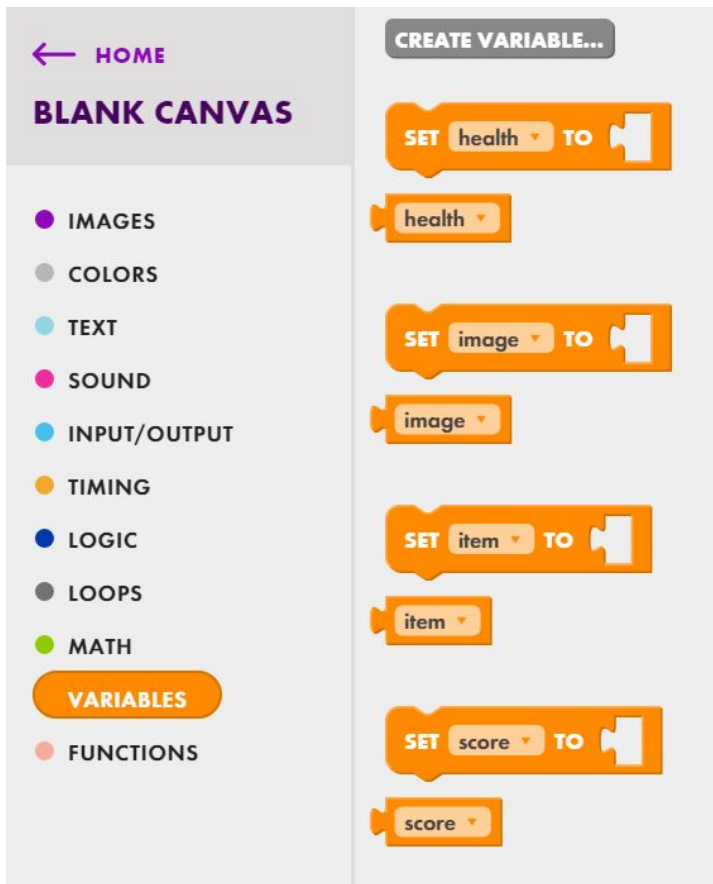 HOME
BLANK CANVAS
IMAGES
COLORS
TEXT
SOUND
INPUT/OUTPUT
TIMING
LOGIC
LOOPS
MATH
VARIABLES
FUNCTIONS
CREATE VARIABLE...
SET health TO
health
SET image TO
image
SET item TO
item
SET score TO
score